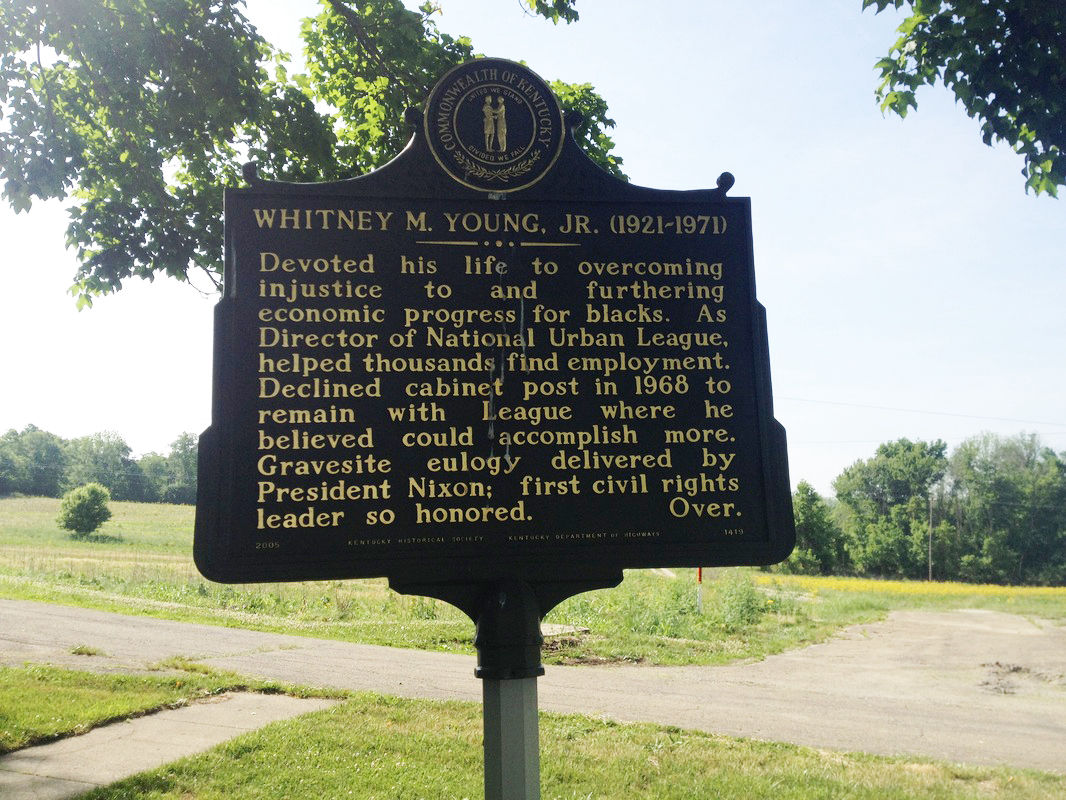 COMMONWEALTH OF KENTUCKY
UNITED WE STAND
DIVIDED WE FALL
WHITNEY M. YOUNG, JR. (1921-1971)
Devoted his life to overcoming
injustice to and furthering
economic progress for blacks. As
Director of National Urban League,
helped thousands find employment.
Declined cabinet post in 1968 to
remain with League where he
believed could accomplish more.
Gravesite eulogy delivered by
President Nixon; first civil rights
leader so honored. Over.
2005 KENTUCKY HISTORICAL SOCIETY KENTUCKY DEPARTMENT OF HIGHWAYS 1419